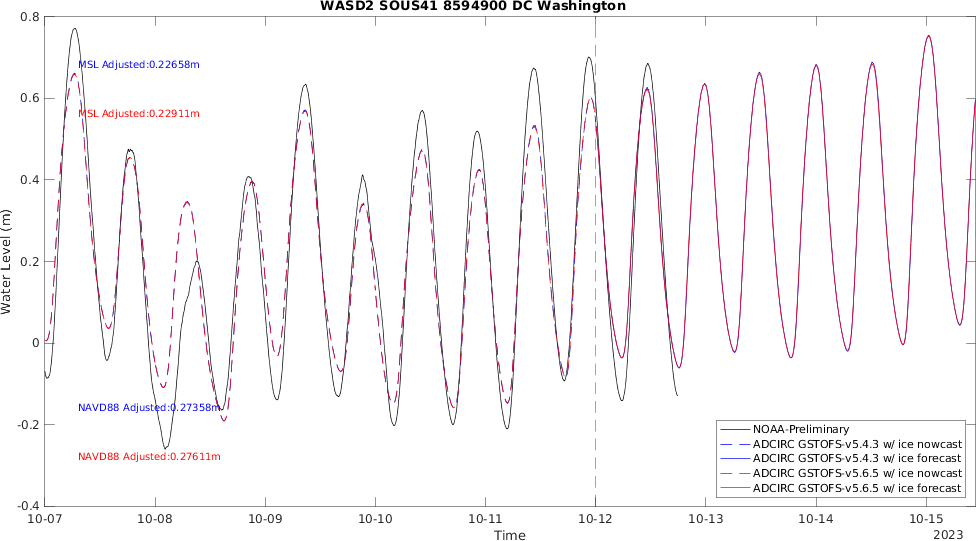 WASD2 SOUS41 8594900 DC Washington
0.8
0.6
0.4
0.2
0
-0.2
-0.4
Water Level (m)
MSL Adjusted:0.22658m
MSL Adjusted:0.22911m
NAVD88 Adjusted:0.27358m
NAVD88 Adjusted:0.27611m
NOAA-Preliminary
ADCIRC GSTOFS-v5.4.3 w/ ice nowcast
ADCIRC GSTOFS-v5.4.3 w/ ice forecast
ADCIRC GSTOFS-v5.6.5 w/ ice nowcast
ADCIRC GSTOFS-v5.6.5 w/ ice forecast
10-07 10-08 10-09 10-10 10-11 10-12 10-13 10-14 10-15
Time
2023